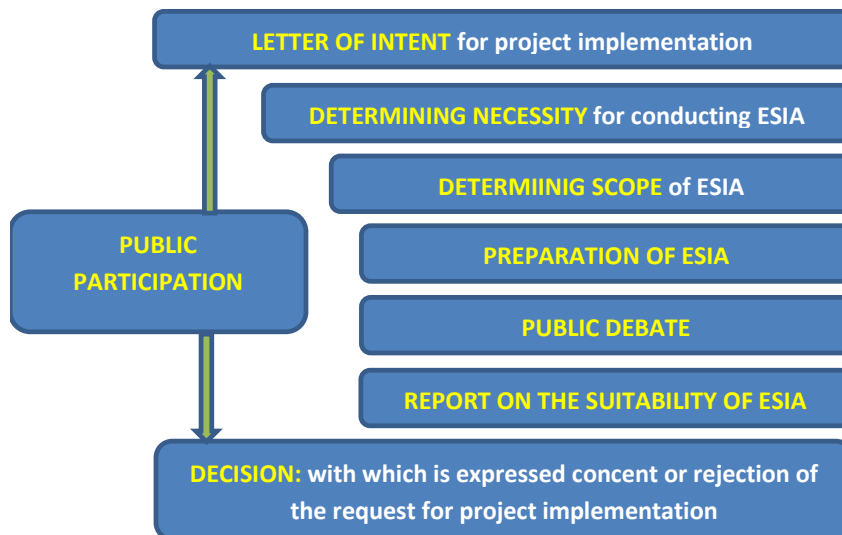 LETTER OF INTENT for project implementation
DETERMINING NECESSITY for conducting ESIA
DETERMIINIG SCOPE of ESIA
PUBLIC
PARTICIPATION
PREPARATION OF ESIA
PUBLIC DEBATE
REPORT ON THE SUITABILITY OF ESIA
DECISION: with which is expressed concent or rejection of
the request for project implementation